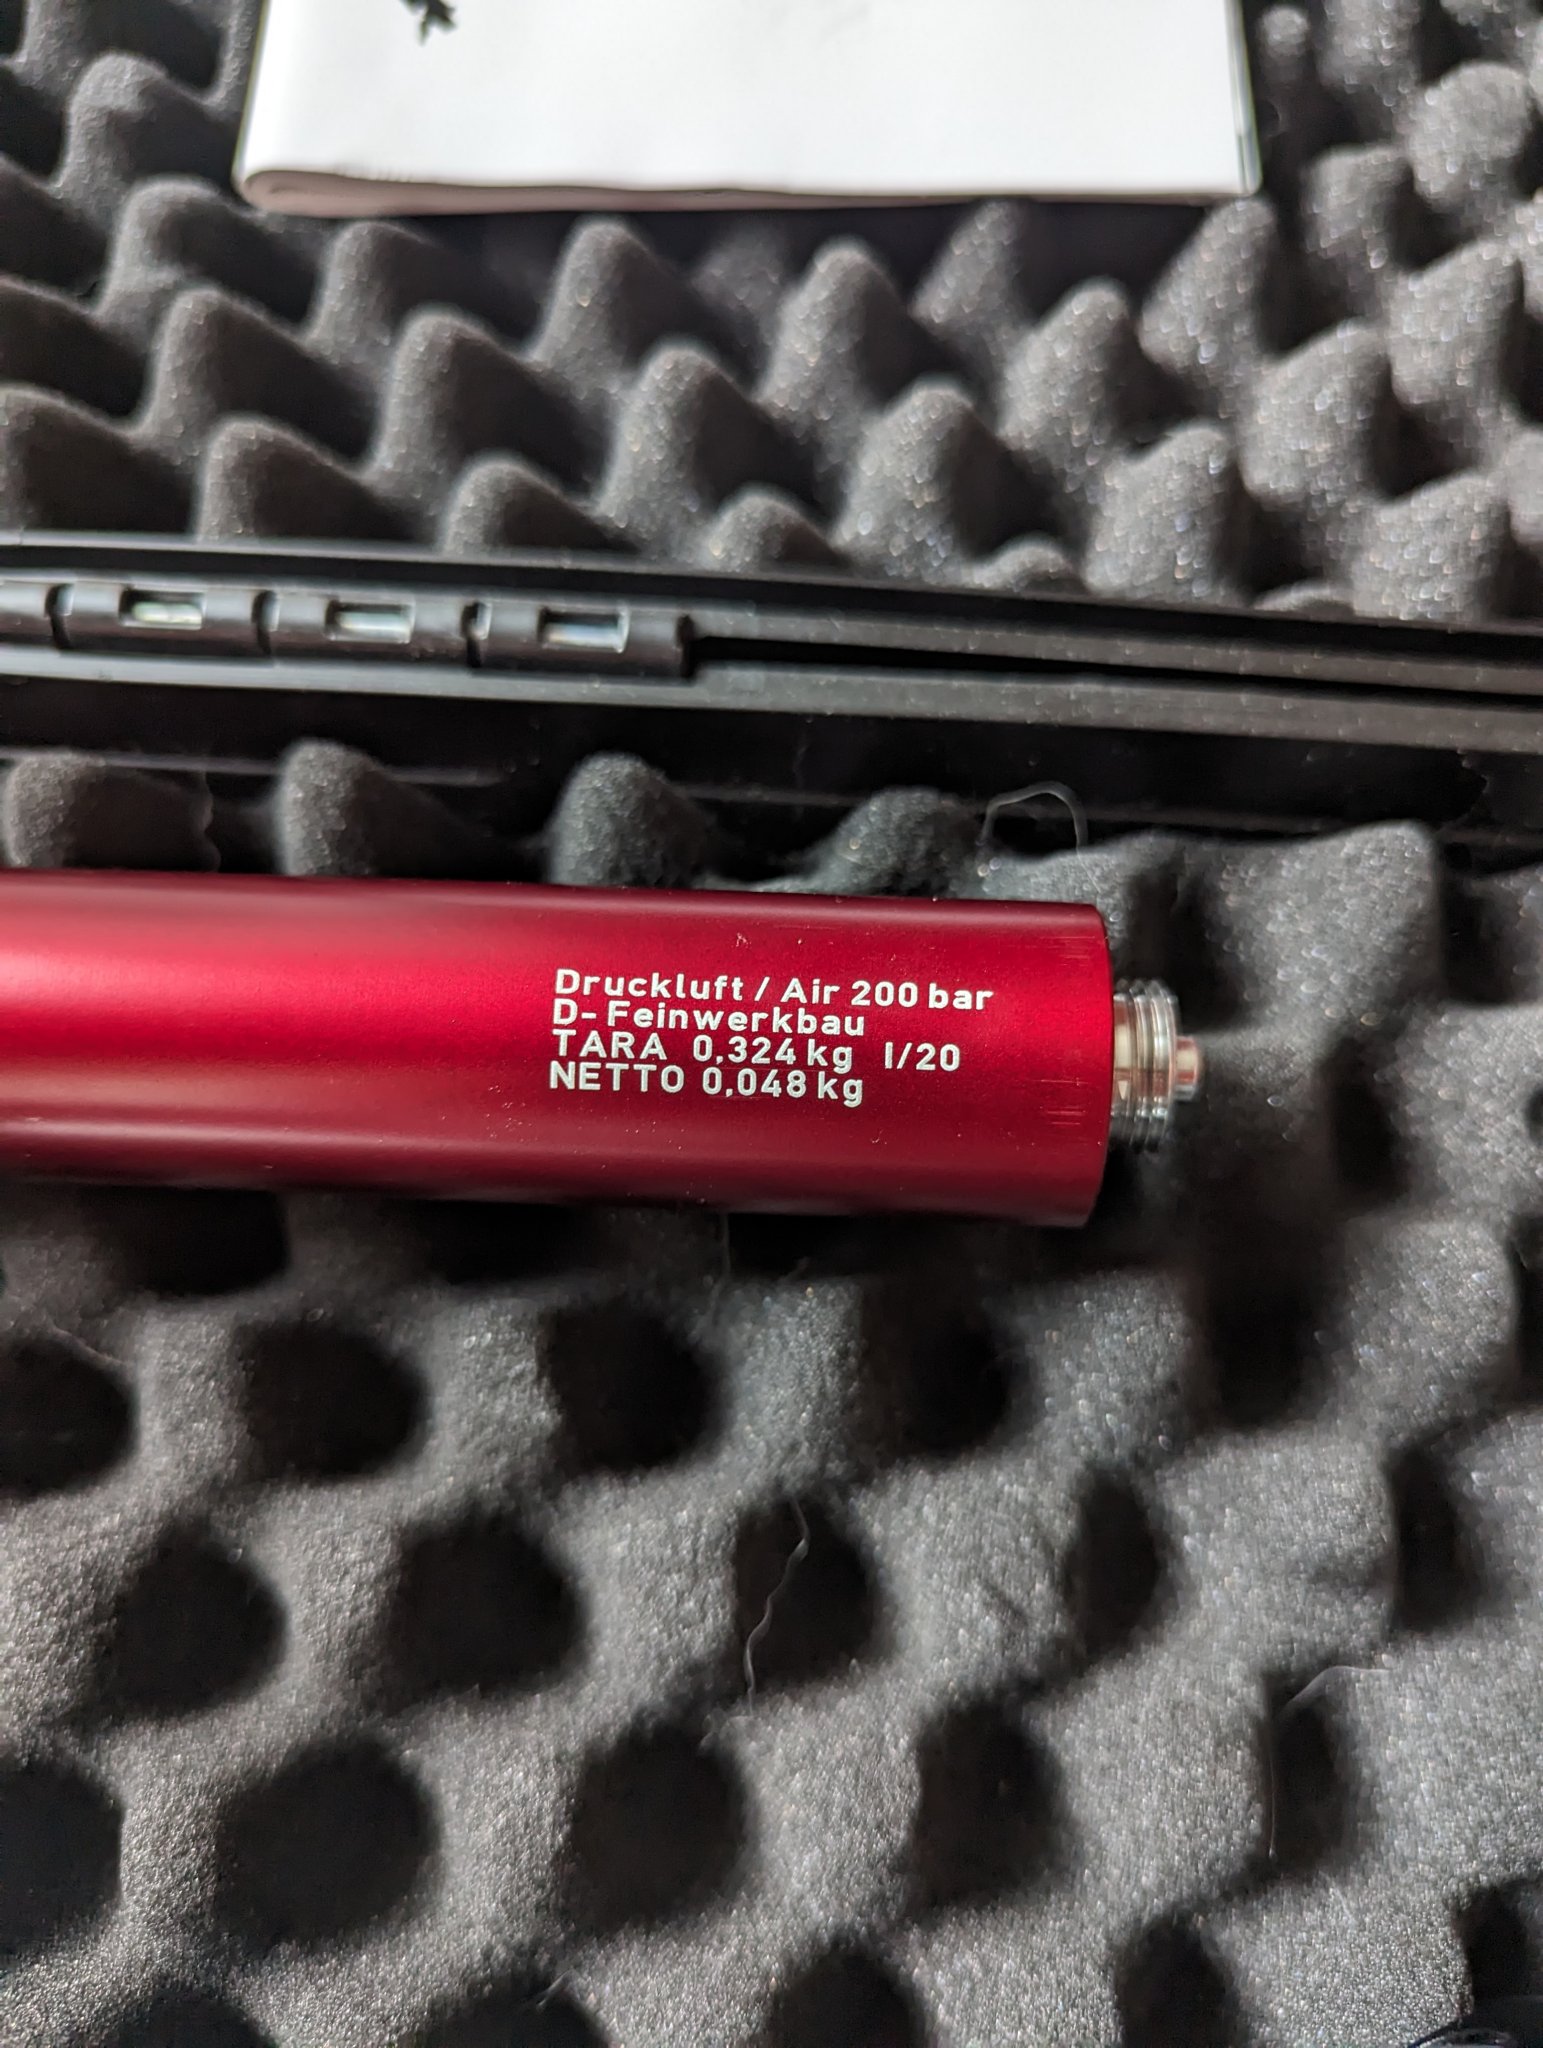 Druckluft / Air 200 bar
D- Feinwerkbau
TARA 0,324 kg I/20
NETTO 0,048 kg